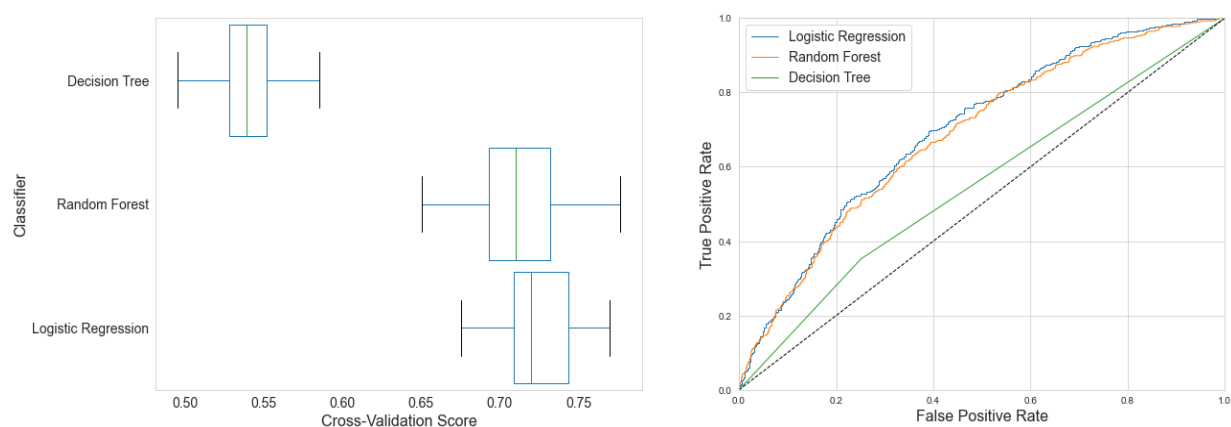 Decision Tree
Random Forest
Logistic Regression
Classifier
0.50 0.55 0.60 0.65 0.70 0.75
Cross-Validation Score
Logistic Regression
Random Forest
Decision Tree
1.0
0.8
0.6
0.4
0.2
0.0
True Positive Rate
0.0 0.2 0.4 0.6 0.8 1.0
False Positive Rate